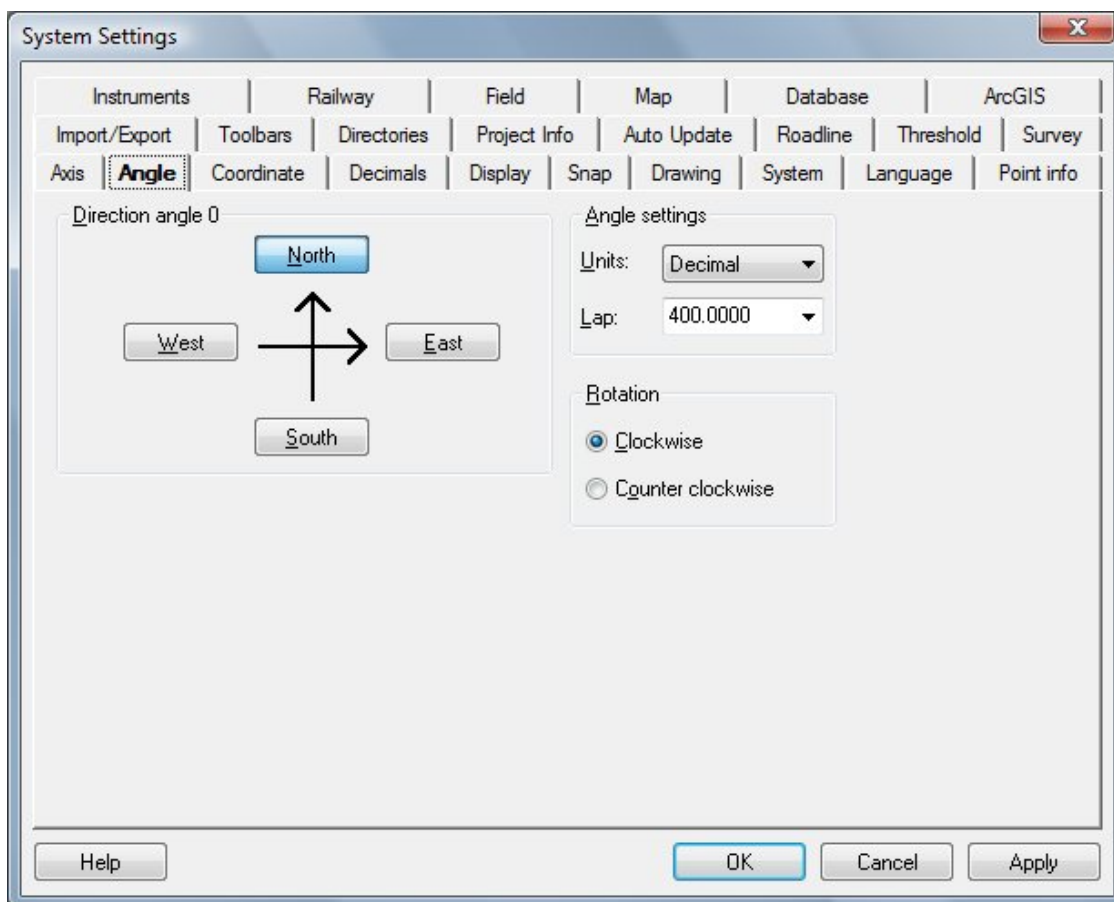 System Settings
Instruments Railway Field Map Database ArcGIS
Import/Export Toolbars Directories Project Info Auto Update Roadline Threshold Survey
Axis Angle Coordinate Decimals Display Snap Drawing System Language Point info
Direction angle 0
North
West
East
South
Angle settings
Units: Decimal
Lap: 400.0000
Rotation
Clockwise
Counter clockwise
Help OK Cancel Apply